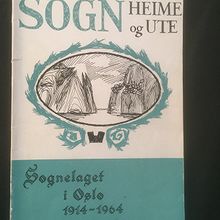 SOGN
HEIME
og UTE
Sognelaget
i Oslo
1914-1964